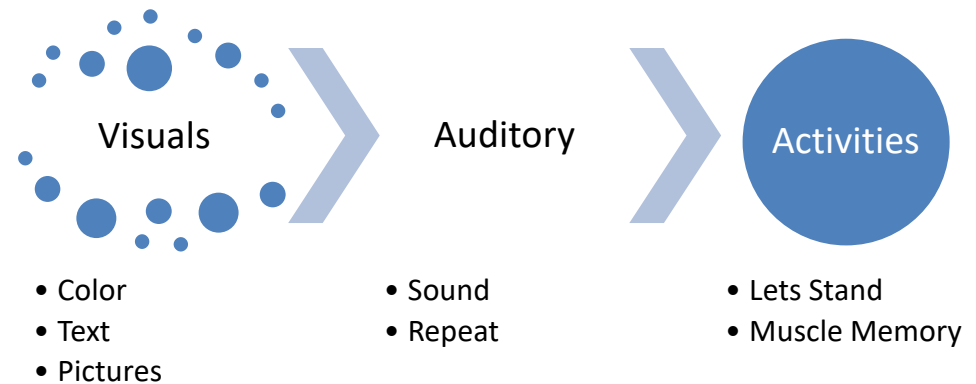 Visuals
Auditory
Activities
• Color
• Text
• Pictures
• Sound
• Repeat
• Lets Stand
• Muscle Memory